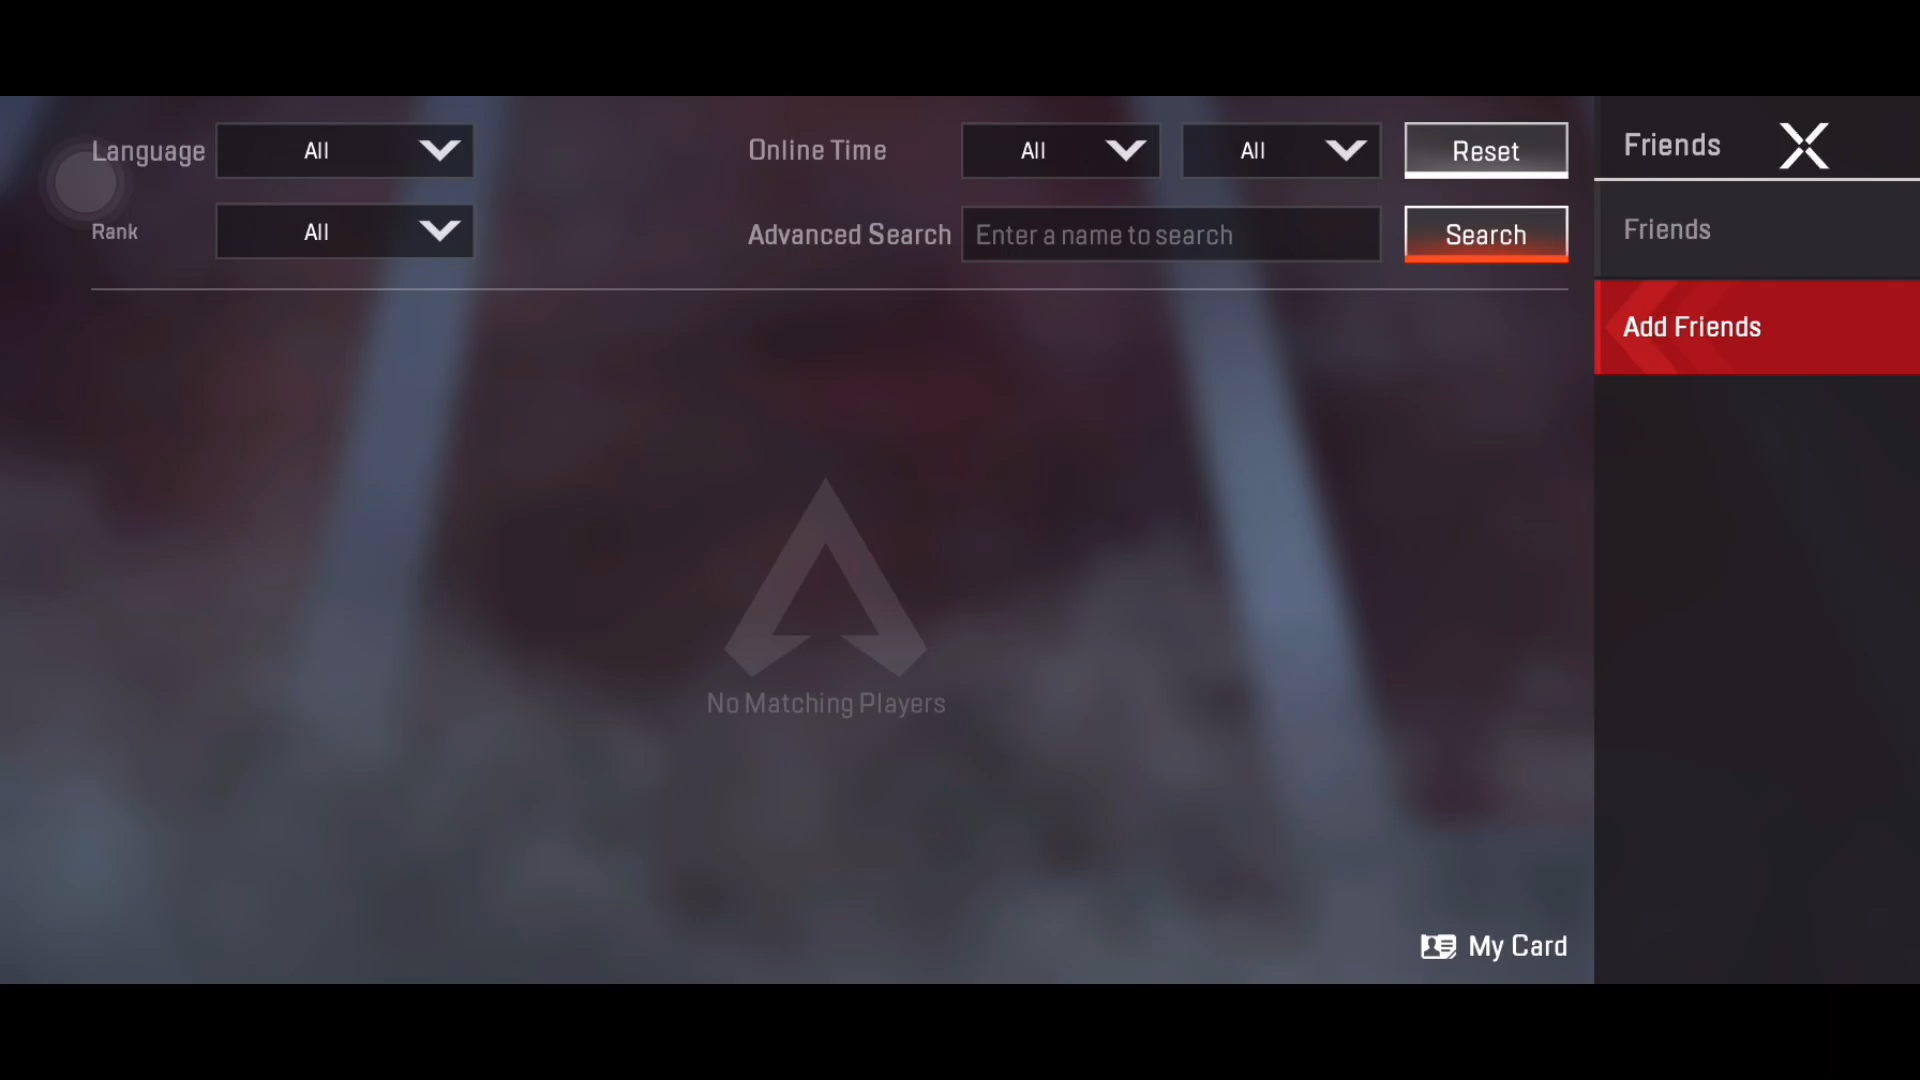 Language
All
Online Time
All
All
Reset
Rank
All
Advanced Search
Enter a name to search
Search
No Matching Players
My Card
Friends
Friends
Add Friends